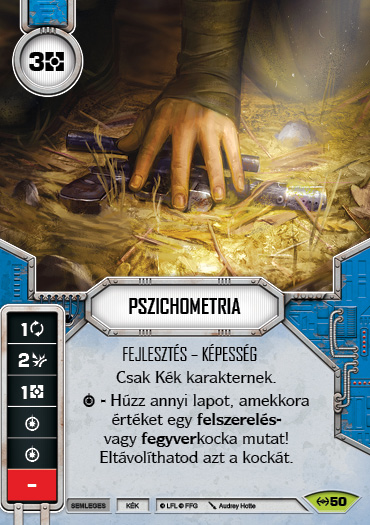 3
PSZICHOMETRIA
FEJLESZTÉS – KÉPESSÉG
Csak Kék karakternek.
- Húzz annyi lapot, amekkora
értéket egy felszerelés-
vagy fegyverkocka mutat!
Eltávolíthatod azt a kockát.
1
2
1
–
SEMLEGES KÉK © LFL © FFG Audrey Hotte
50